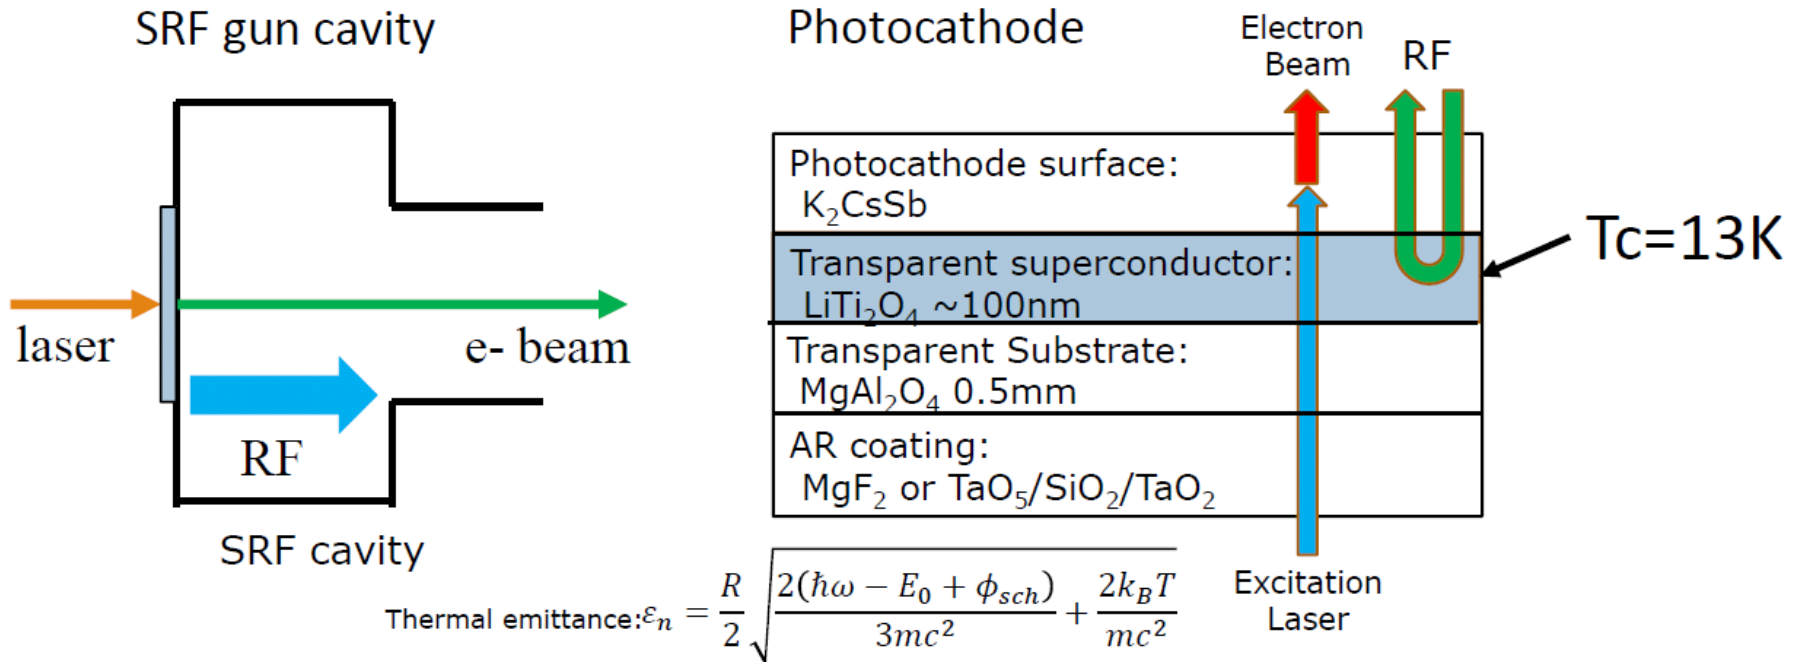 SRF gun cavity
laser
e- beam
RF
SRF cavity
Photocathode
Electron
Beam
RF
Photocathode surface:
K₂CsSb
Transparent superconductor:
LiTi₂O₄ ~100nm
Tc=13K
Transparent Substrate:
MgAl₂O₄ 0.5mm
AR coating:
MgF₂ or TaO₅/SiO₂/TaO₂
Excitation
Laser
Thermal emittance: εₙ = R/2 √(2(ℏω − E₀ + ϕ_sch)/3mc² + 2k_BT/mc²)